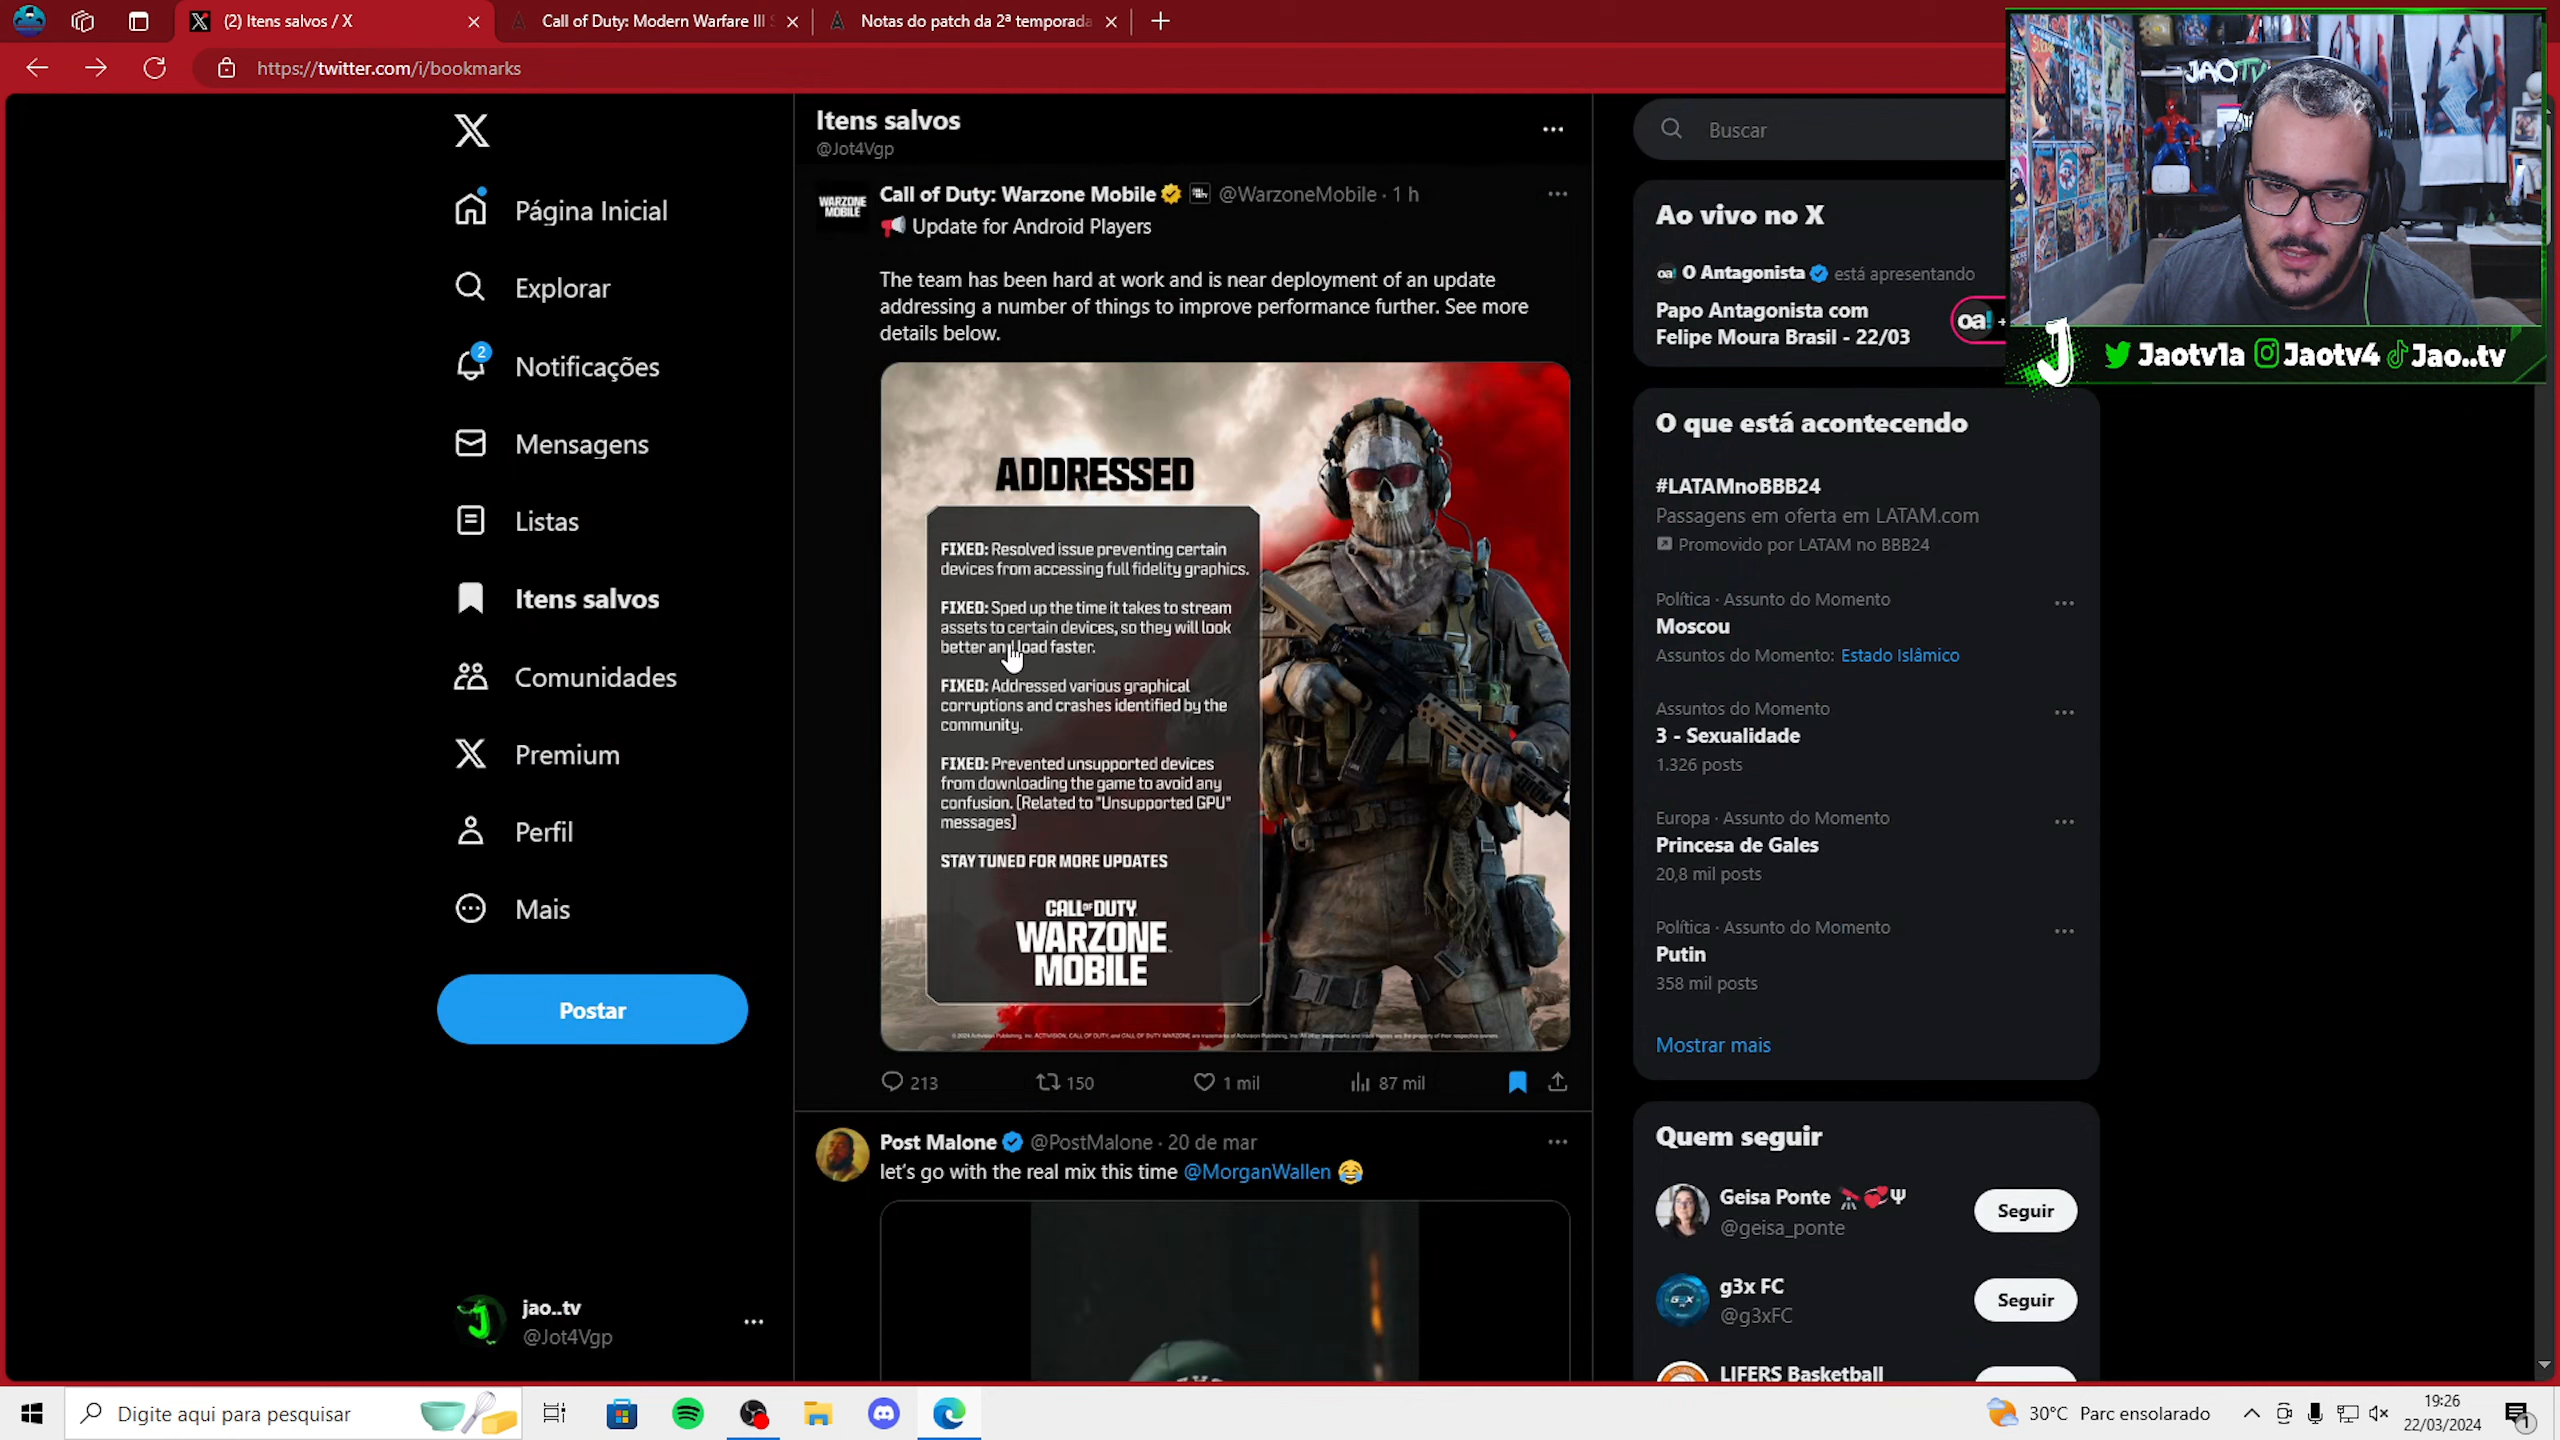 (2) Itens salvos / X
Call of Duty: Modern Warfare III
Notas do patch da 2ª temporada
https://twitter.com/i/bookmarks
Página Inicial
Explorar
2
Notificações
Mensagens
Listas
Itens salvos
Comunidades
Premium
Perfil
Mais
Postar
jao..tv
@Jot4Vgp
Itens salvos
@Jot4Vgp
WARZONE
MOBILE
Call of Duty: Warzone Mobile @WarzoneMobile · 1 h
Update for Android Players
The team has been hard at work and is near deployment of an update
addressing a number of things to improve performance further. See more
details below.
ADDRESSED
FIXED: Resolved issue preventing certain
devices from accessing full fidelity graphics.
FIXED: Sped up the time it takes to stream
assets to certain devices, so they will look
better and load faster.
FIXED: Addressed various graphical
corruptions and crashes identified by the
community.
FIXED: Prevented unsupported devices
from downloading the game to avoid any
confusion. [Related to "Unsupported GPU"
messages]
STAY TUNED FOR MORE UPDATES
CALL OF DUTY
WARZONE
MOBILE
213
150
1 mil
87 mil
Post Malone @PostMalone · 20 de mar
let's go with the real mix this time @MorganWallen
Buscar
Ao vivo no X
oa! O Antagonista está apresentando
Papo Antagonista com
Felipe Moura Brasil - 22/03
oa!
O que está acontecendo
#LATAMnoBBB24
Passagens em oferta em LATAM.com
Promovido por LATAM no BBB24
Política · Assunto do Momento
Moscou
Assuntos do Momento: Estado Islâmico
Assuntos do Momento
3 - Sexualidade
1.326 posts
Europa · Assunto do Momento
Princesa de Gales
20,8 mil posts
Política · Assunto do Momento
Putin
358 mil posts
Mostrar mais
Quem seguir
Geisa Ponte
@geisa_ponte
Seguir
g3x FC
@g3xFC
Seguir
LIFERS Basketball
JAOTV
J
Jaotv1a
Jaotv4
Jao..tv
Digite aqui para pesquisar
30°C Parc ensolarado
19:26
22/03/2024
1